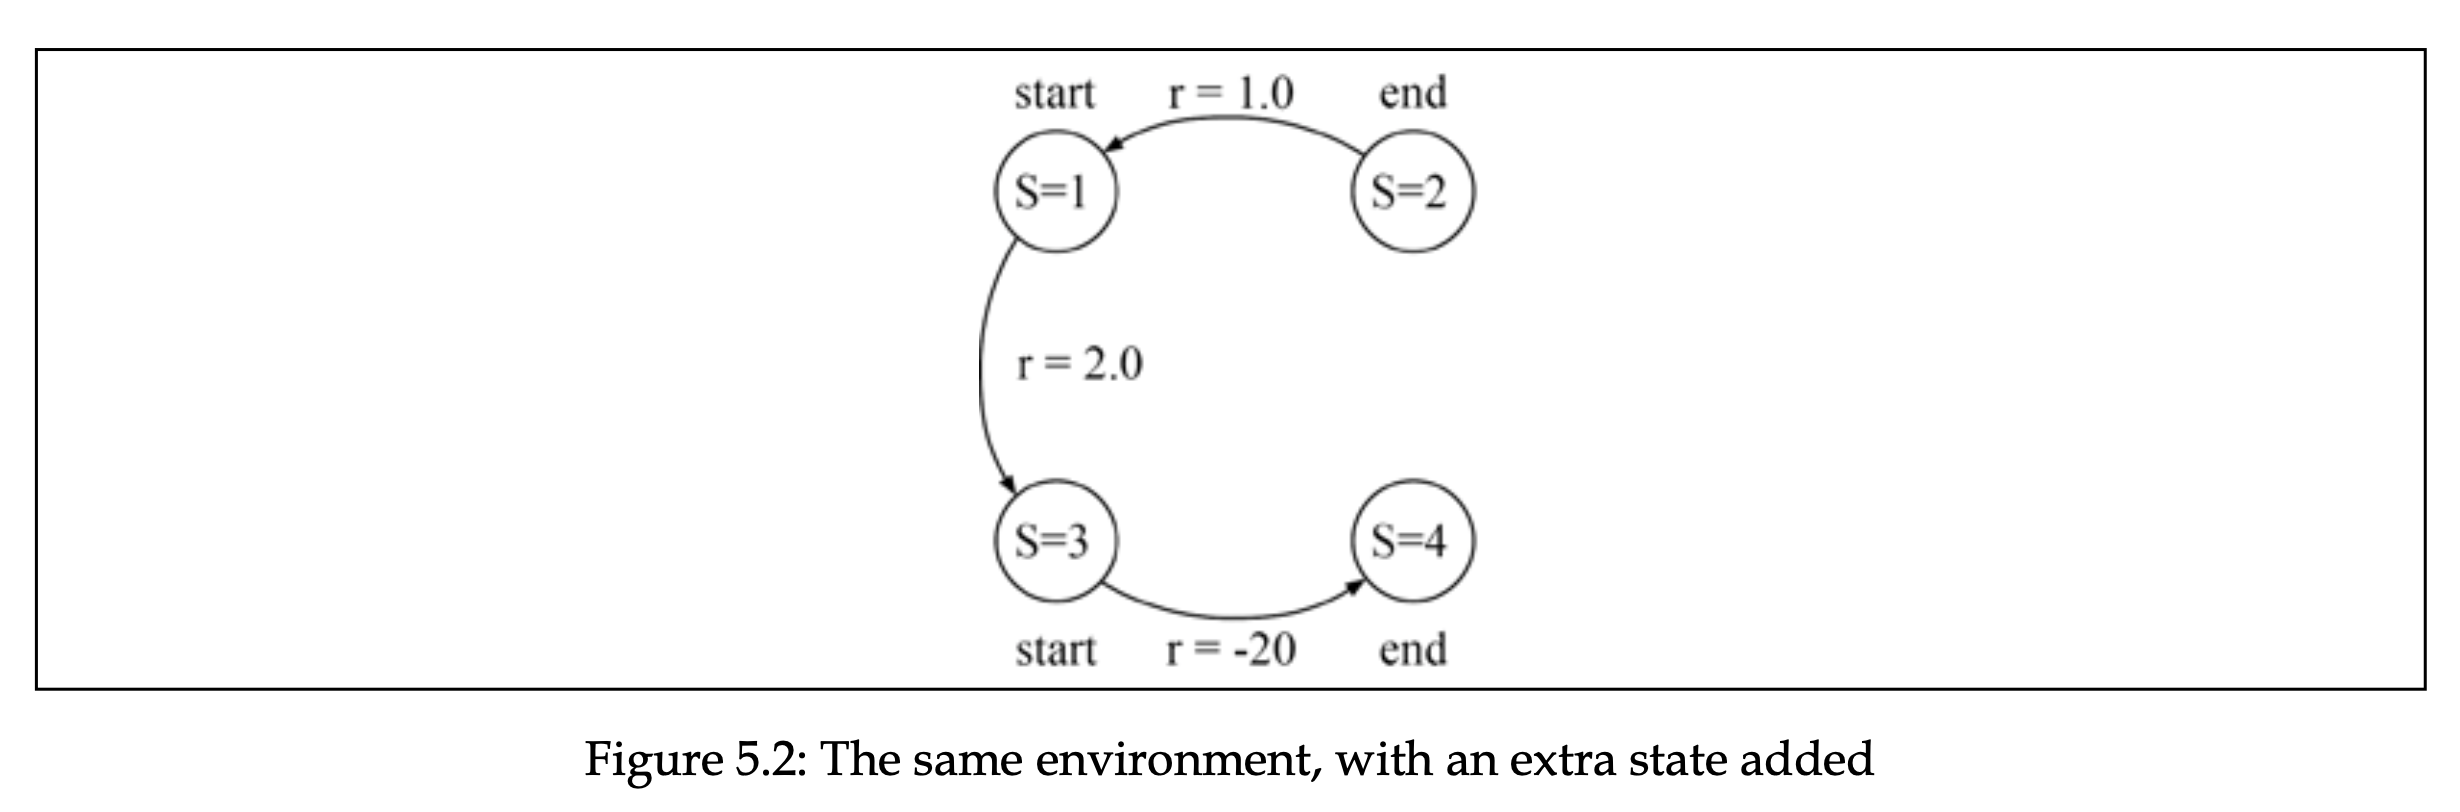 start r = 1.0 end
S=1 S=2
r = 2.0
S=3 S=4
start r = -20 end
Figure 5.2: The same environment, with an extra state added